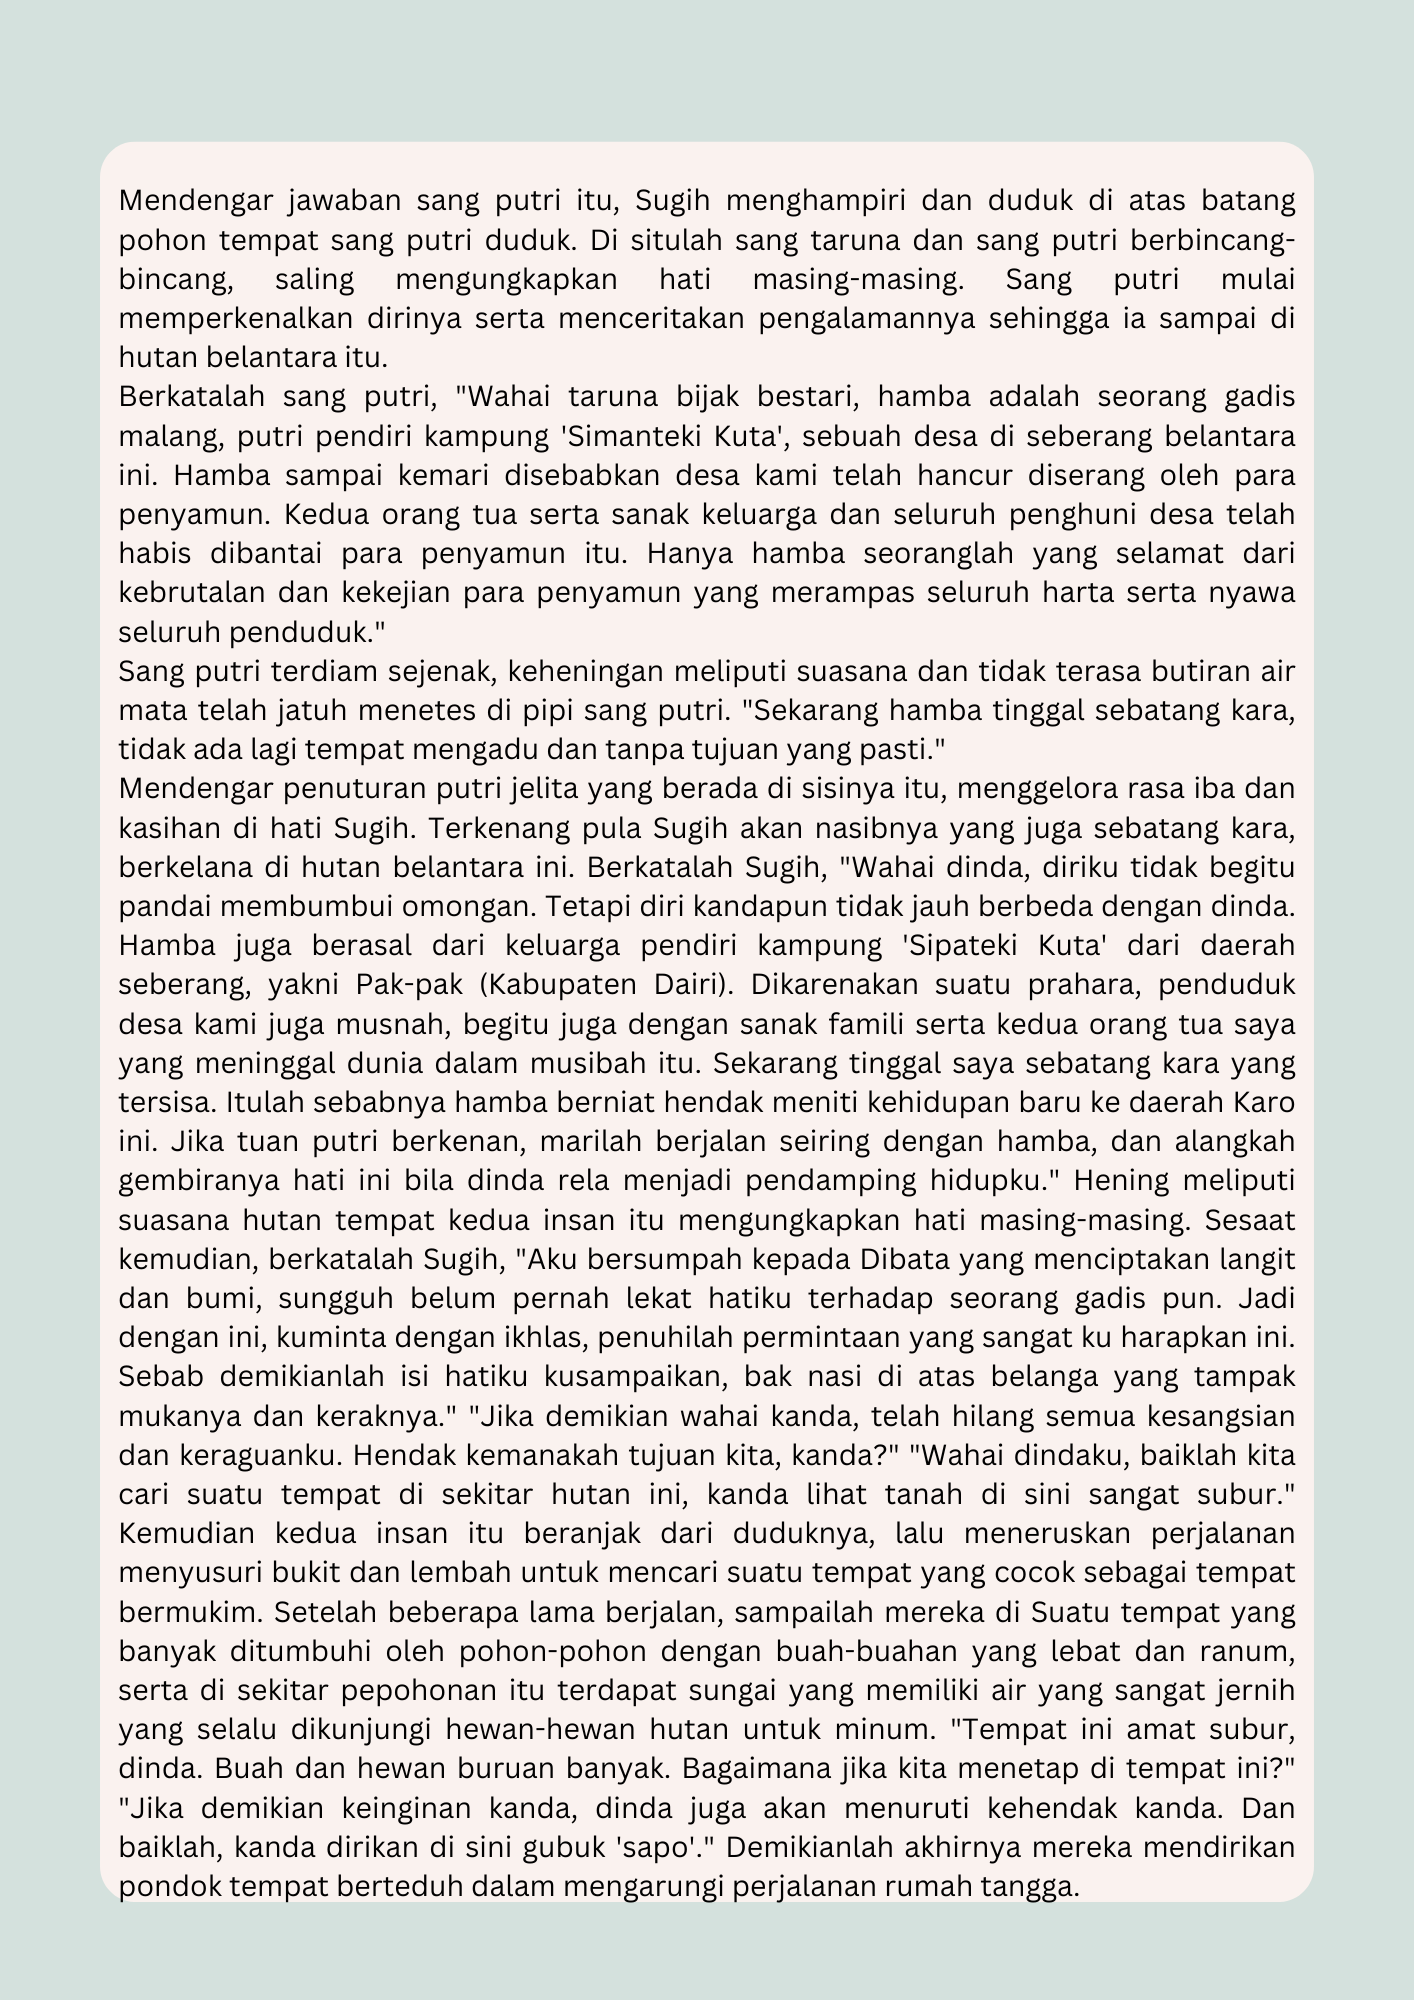 Mendengar jawaban sang putri itu, Sugih menghampiri dan duduk di atas batang
pohon tempat sang putri duduk. Di situlah sang taruna dan sang putri berbincang-
bincang, saling mengungkapkan hati masing-masing. Sang putri mulai
memperkenalkan dirinya serta menceritakan pengalamannya sehingga ia sampai di
hutan belantara itu.
Berkatalah sang putri, "Wahai taruna bijak bestari, hamba adalah seorang gadis
malang, putri pendiri kampung 'Simanteki Kuta', sebuah desa di seberang belantara
ini. Hamba sampai kemari disebabkan desa kami telah hancur diserang oleh para
penyamun. Kedua orang tua serta sanak keluarga dan seluruh penghuni desa telah
habis dibantai para penyamun itu. Hanya hamba seoranglah yang selamat dari
kebrutalan dan kekejian para penyamun yang merampas seluruh harta serta nyawa
seluruh penduduk."
Sang putri terdiam sejenak, keheningan meliputi suasana dan tidak terasa butiran air
mata telah jatuh menetes di pipi sang putri. "Sekarang hamba tinggal sebatang kara,
tidak ada lagi tempat mengadu dan tanpa tujuan yang pasti."
Mendengar penuturan putri jelita yang berada di sisinya itu, menggelora rasa iba dan
kasihan di hati Sugih. Terkenang pula Sugih akan nasibnya yang juga sebatang kara,
berkelana di hutan belantara ini. Berkatalah Sugih, "Wahai dinda, diriku tidak begitu
pandai membumbui omongan. Tetapi diri kandapun tidak jauh berbeda dengan dinda.
Hamba juga berasal dari keluarga pendiri kampung 'Sipateki Kuta' dari daerah
seberang, yakni Pak-pak (Kabupaten Dairi). Dikarenakan suatu prahara, penduduk
desa kami juga musnah, begitu juga dengan sanak famili serta kedua orang tua saya
yang meninggal dunia dalam musibah itu. Sekarang tinggal saya sebatang kara yang
tersisa. Itulah sebabnya hamba berniat hendak meniti kehidupan baru ke daerah Karo
ini. Jika tuan putri berkenan, marilah berjalan seiring dengan hamba, dan alangkah
gembiranya hati ini bila dinda rela menjadi pendamping hidupku." Hening meliputi
suasana hutan tempat kedua insan itu mengungkapkan hati masing-masing. Sesaat
kemudian, berkatalah Sugih, "Aku bersumpah kepada Dibata yang menciptakan langit
dan bumi, sungguh belum pernah lekat hatiku terhadap seorang gadis pun. Jadi
dengan ini, kuminta dengan ikhlas, penuhilah permintaan yang sangat ku harapkan ini.
Sebab demikianlah isi hatiku kusampaikan, bak nasi di atas belanga yang tampak
mukanya dan keraknya." "Jika demikian wahai kanda, telah hilang semua kesangsian
dan keraguanku. Hendak kemanakah tujuan kita, kanda?" "Wahai dindaku, baiklah kita
cari suatu tempat di sekitar hutan ini, kanda lihat tanah di sini sangat subur."
Kemudian kedua insan itu beranjak dari duduknya, lalu meneruskan perjalanan
menyusuri bukit dan lembah untuk mencari suatu tempat yang cocok sebagai tempat
bermukim. Setelah beberapa lama berjalan, sampailah mereka di Suatu tempat yang
banyak ditumbuhi oleh pohon-pohon dengan buah-buahan yang lebat dan ranum,
serta di sekitar pepohonan itu terdapat sungai yang memiliki air yang sangat jernih
yang selalu dikunjungi hewan-hewan hutan untuk minum. "Tempat ini amat subur,
dinda. Buah dan hewan buruan banyak. Bagaimana jika kita menetap di tempat ini?"
"Jika demikian keinginan kanda, dinda juga akan menuruti kehendak kanda. Dan
baiklah, kanda dirikan di sini gubuk 'sapo'." Demikianlah akhirnya mereka mendirikan
pondok tempat berteduh dalam mengarungi perjalanan rumah tangga.